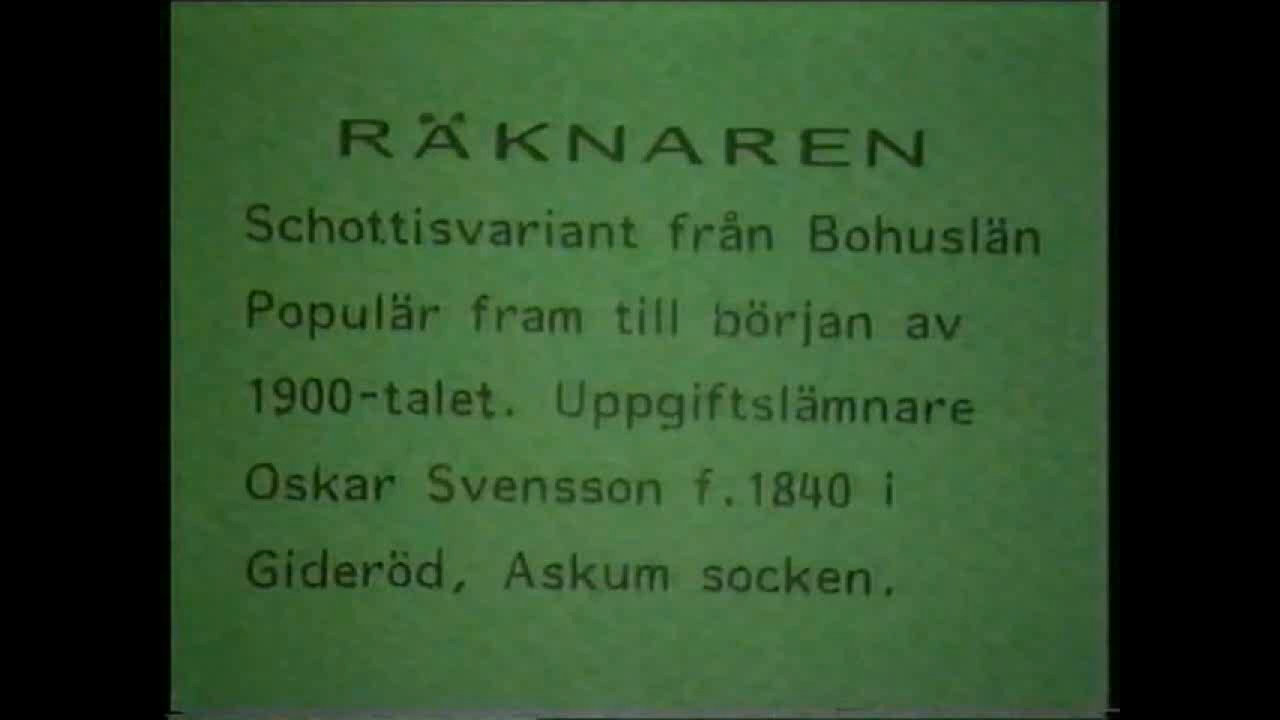 RÄKNAREN
Schottisvariant från Bohuslän
Populär fram till början av
1900-talet. Uppgiftslämnare
Oskar Svensson f.1840 i
Gideröd, Askum socken.